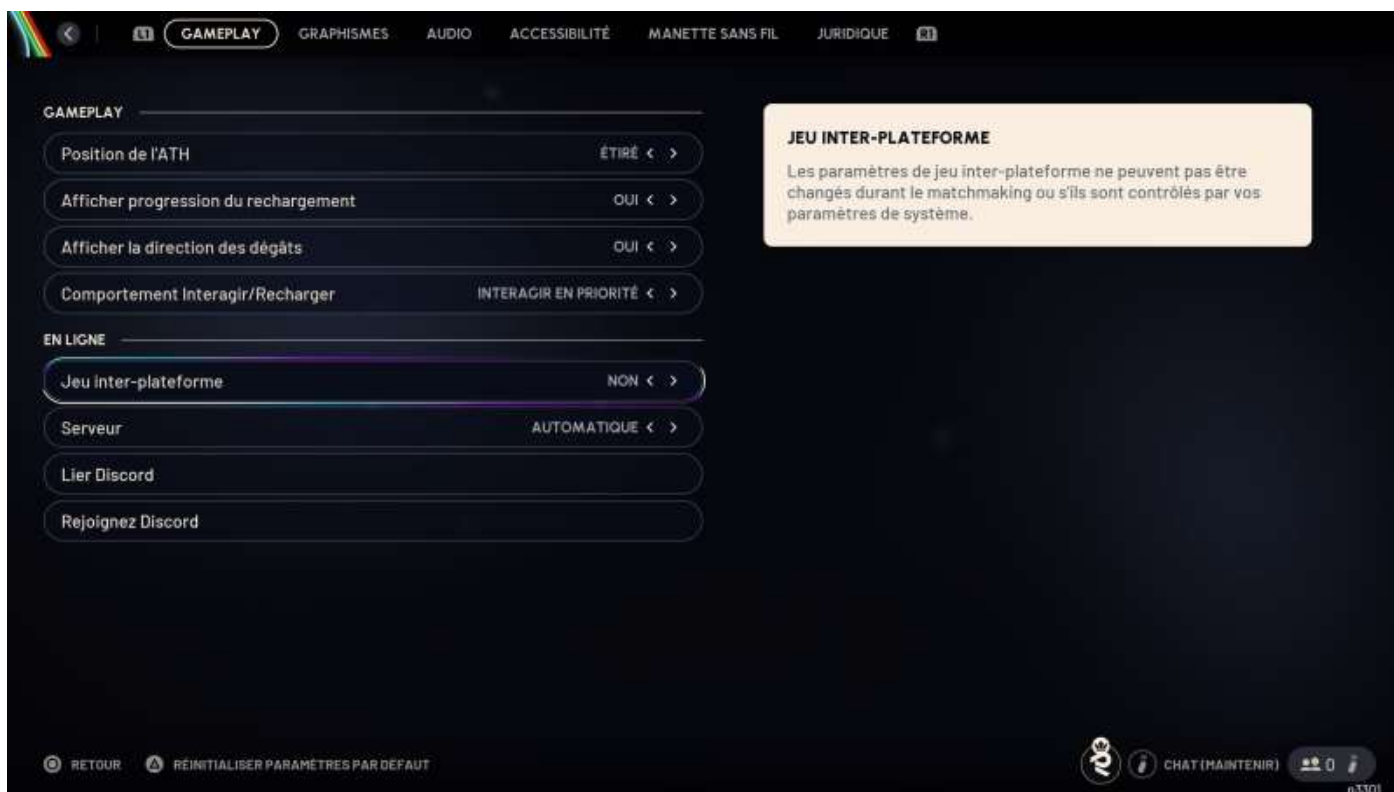 L1 GAMEPLAY GRAPHISMES AUDIO ACCESSIBILITÉ MANETTE SANS FIL JURIDIQUE R1
GAMEPLAY
Position de l'ATH ÉTIRÉ
Afficher progression du rechargement OUI
Afficher la direction des dégâts OUI
Comportement Interagir/Recharger INTERAGIR EN PRIORITÉ
EN LIGNE
Jeu inter-plateforme NON
Serveur AUTOMATIQUE
Lier Discord
Rejoignez Discord
JEU INTER-PLATEFORME
Les paramètres de jeu inter-plateforme ne peuvent pas être
changés durant le matchmaking ou s'ils sont contrôlés par vos
paramètres de système.
RETOUR RÉINITIALISER PARAMÈTRES PAR DÉFAUT
CHAT (MAINTENIR) 0